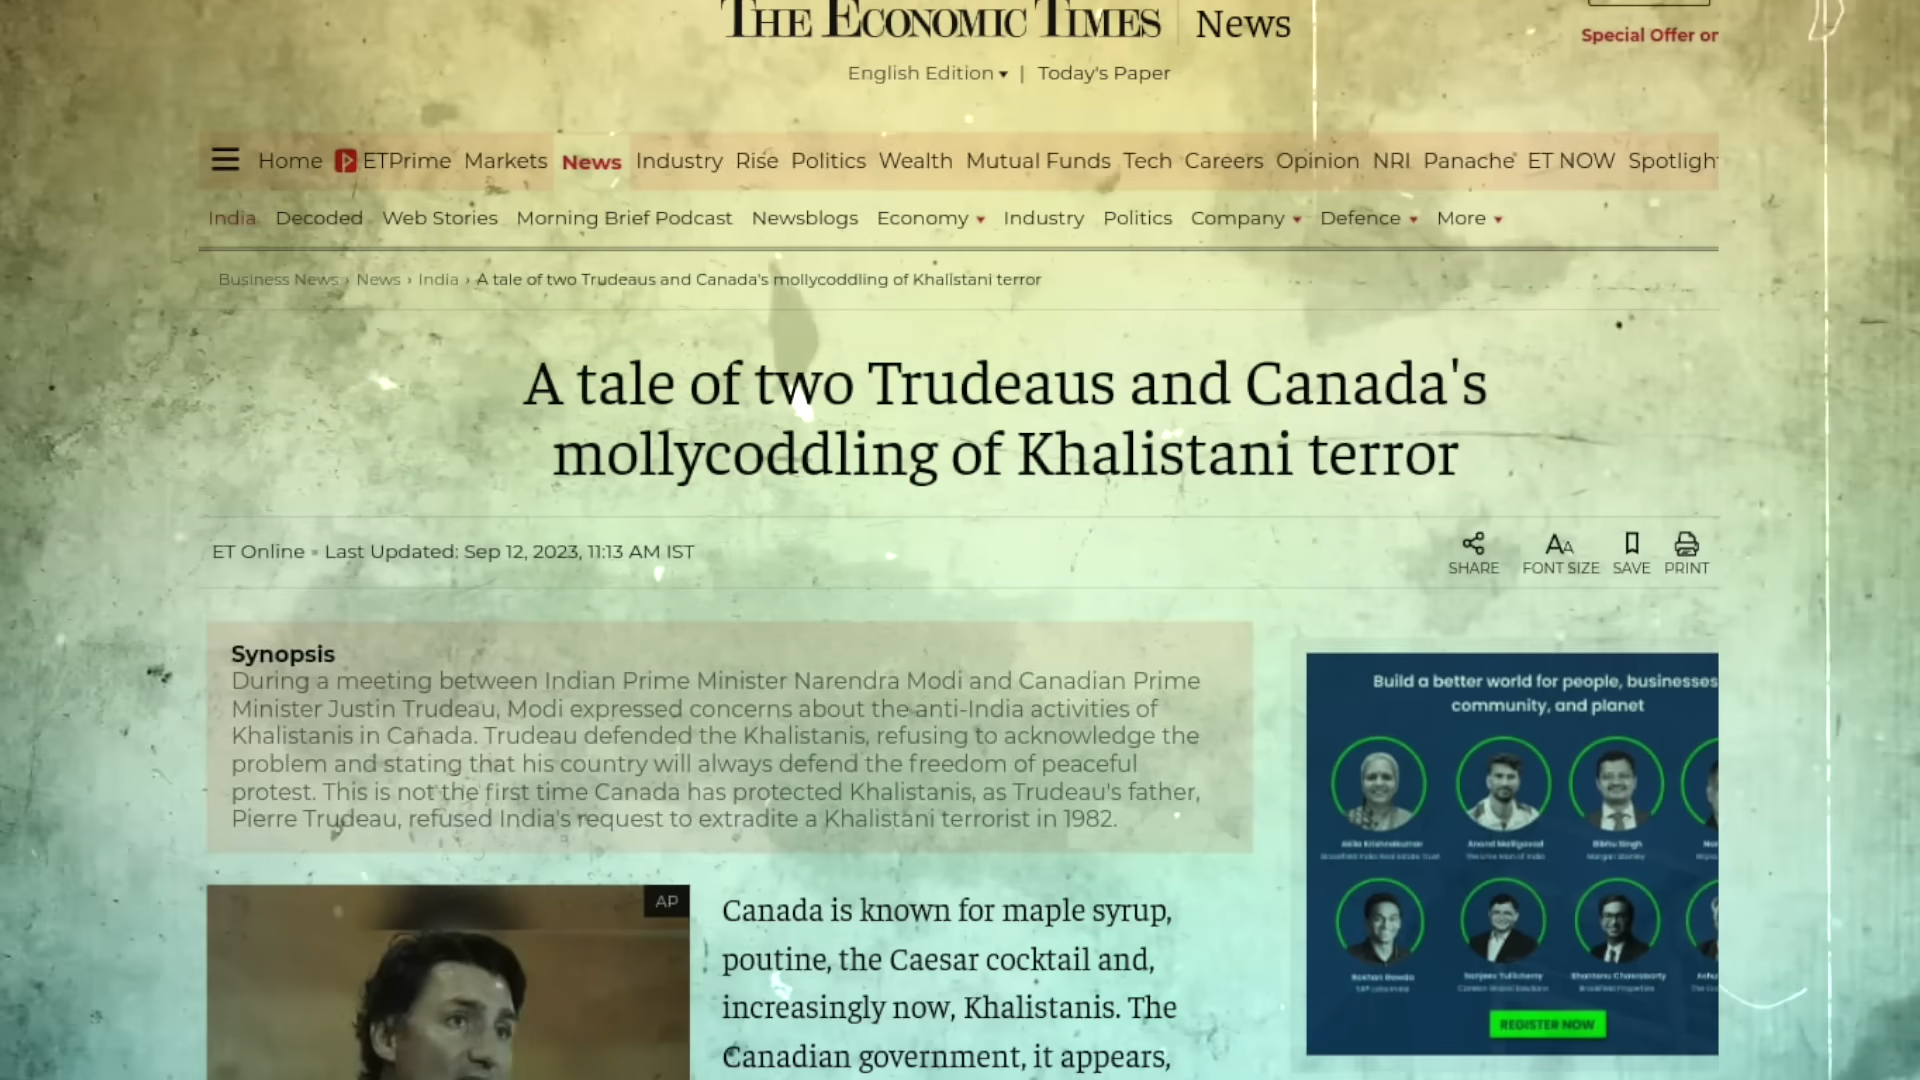 THE ECONOMIC TIMES | News
Special Offer or
English Edition ▾ | Today's Paper
Home ETPrime Markets News Industry Rise Politics Wealth Mutual Funds Tech Careers Opinion NRI Panache ET NOW Spotligh
India Decoded Web Stories Morning Brief Podcast Newsblogs Economy ▾ Industry Politics Company ▾ Defence ▾ More ▾
Business News › News › India › A tale of two Trudeaus and Canada's mollycoddling of Khalistani terror
A tale of two Trudeaus and Canada's
mollycoddling of Khalistani terror
ET Online • Last Updated: Sep 12, 2023, 11:13 AM IST
SHARE FONT SIZE SAVE PRINT
Synopsis
During a meeting between Indian Prime Minister Narendra Modi and Canadian Prime
Minister Justin Trudeau, Modi expressed concerns about the anti-India activities of
Khalistanis in Canada. Trudeau defended the Khalistanis, refusing to acknowledge the
problem and stating that his country will always defend the freedom of peaceful
protest. This is not the first time Canada has protected Khalistanis, as Trudeau's father,
Pierre Trudeau, refused India's request to extradite a Khalistani terrorist in 1982.
AP
Canada is known for maple syrup,
poutine, the Caesar cocktail and,
increasingly now, Khalistanis. The
Canadian government, it appears,
Build a better world for people, businesses
community, and planet
Bibhu Singh
Morgan Stanley
REGISTER NOW